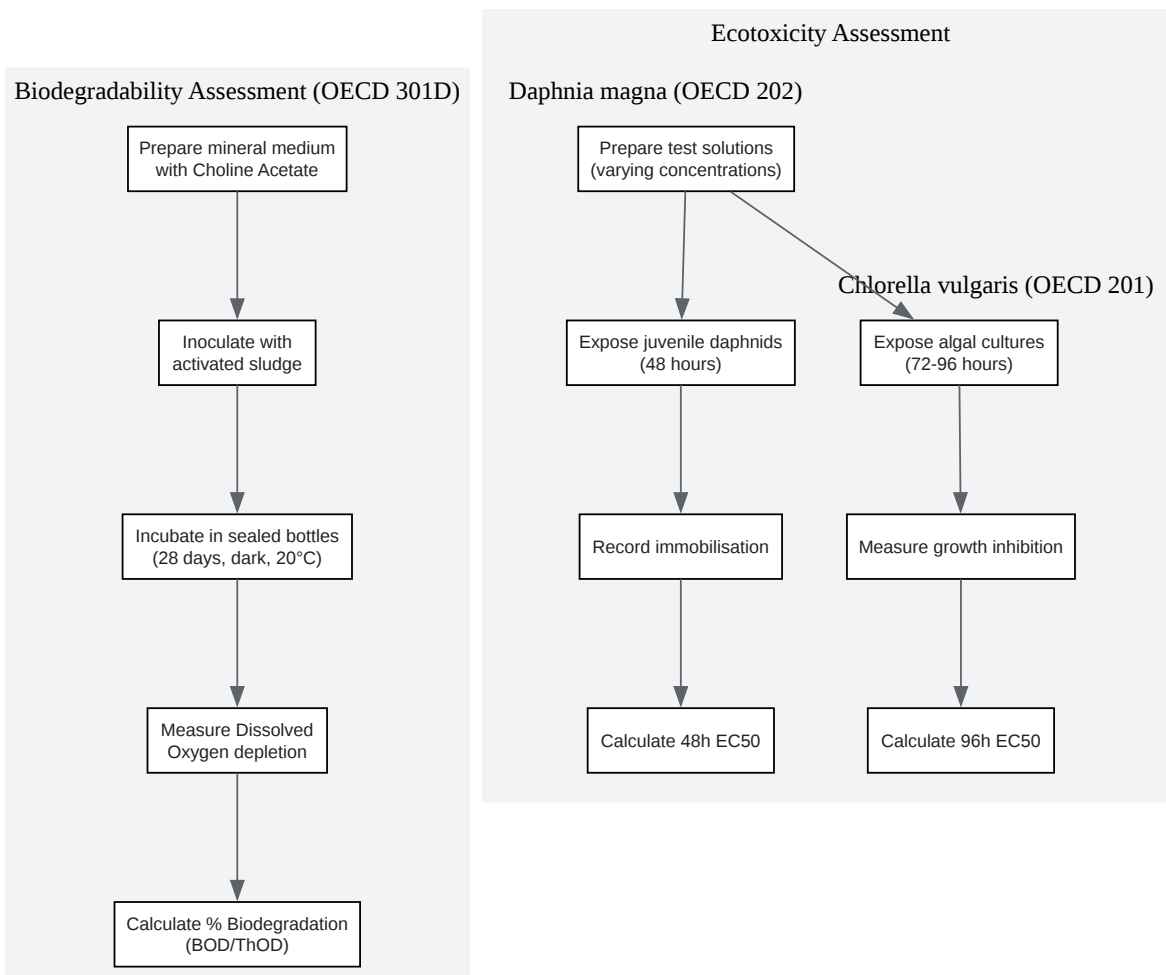 Biodegradability Assessment (OECD 301D)
Prepare mineral medium
with Choline Acetate
Inoculate with
activated sludge
Incubate in sealed bottles
(28 days, dark, 20°C)
Measure Dissolved
Oxygen depletion
Calculate % Biodegradation
(BOD/ThOD)
Ecotoxicity Assessment
Daphnia magna (OECD 202)
Prepare test solutions
(varying concentrations)
Expose juvenile daphnids
(48 hours)
Record immobilisation
Calculate 48h EC50
Chlorella vulgaris (OECD 201)
Expose algal cultures
(72-96 hours)
Measure growth inhibition
Calculate 96h EC50